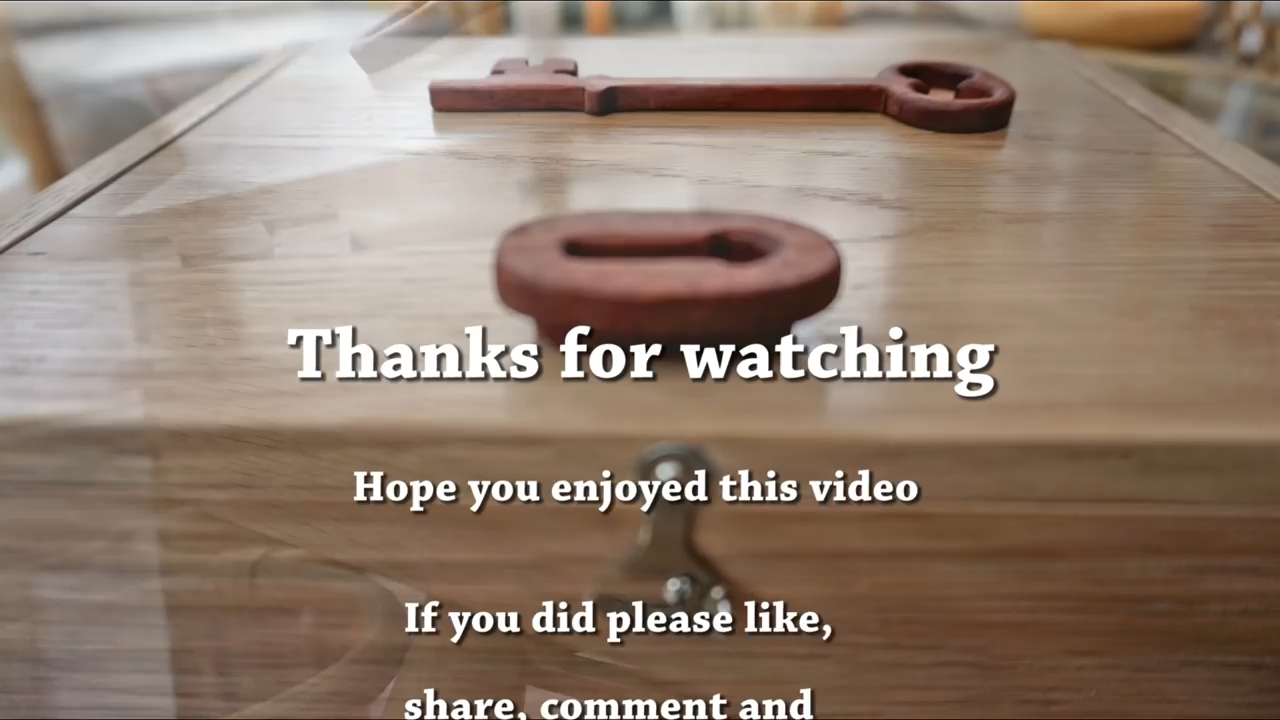 Thanks for watching
Hope you enjoyed this video
If you did please like,
share, comment and